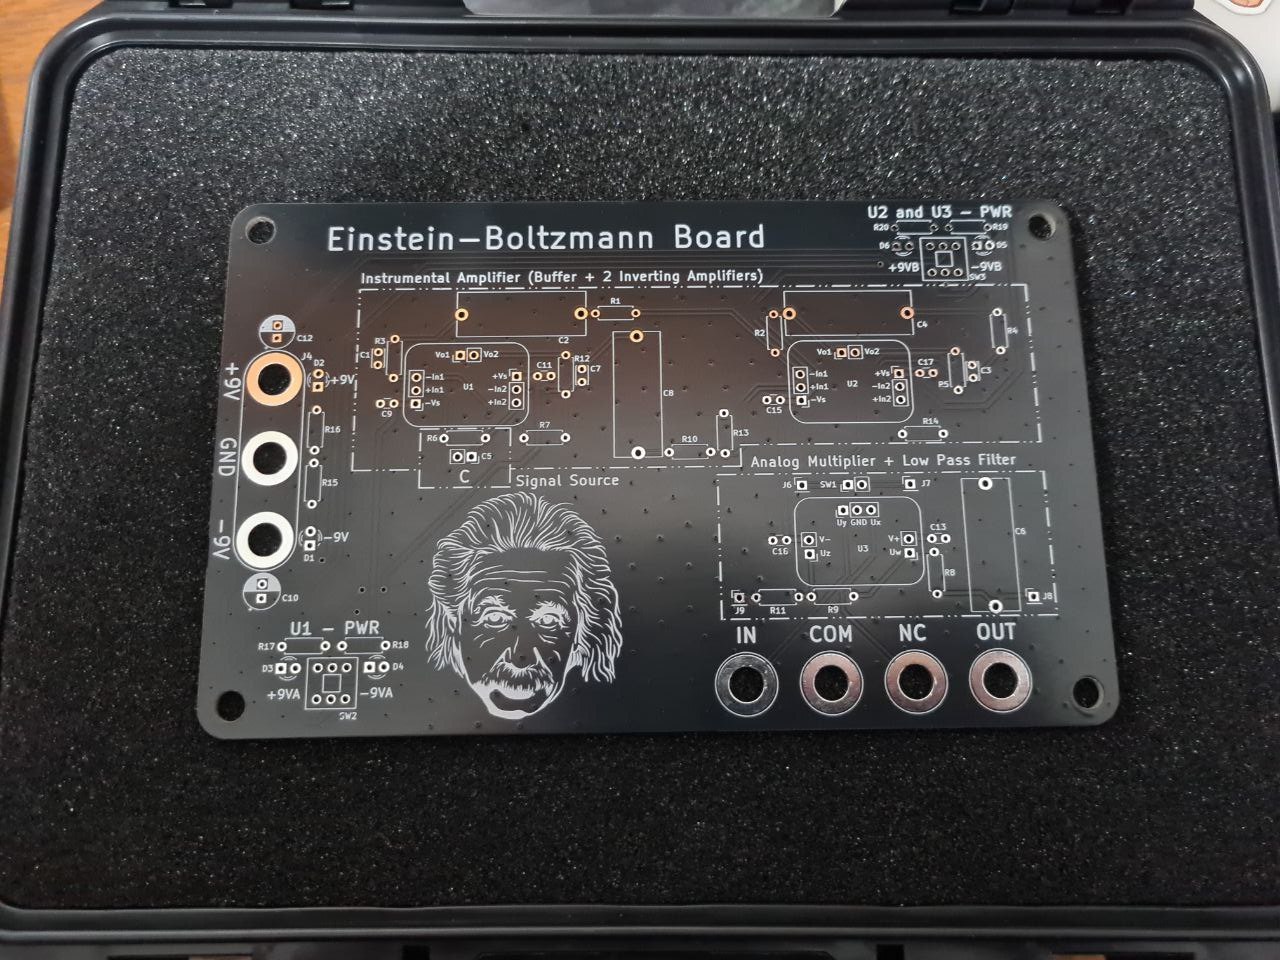 U2 and U3 - PWR
R20
R19
Einstein-Boltzmann Board
D6
D5
+9VB
-9VB
SW3
Instrumental Amplifier (Buffer + 2 Inverting Amplifiers)
R1
C4
R4
C12
R3
C1
Vo1
Vo2
C2
R2
Vo1
Vo2
J4
D2
+9V
+9V
-In1
+In1
-Vs
U1
+Vs
-In2
+In2
C11
R12
C7
C8
-In1
+In1
-Vs
U2
+Vs
-In2
+In2
C17
C3
C9
C15
R16
R6
R7
R13
R14
R10
GND
C5
C
Signal Source
Analog Multiplier + Low Pass Filter
R15
J6
SW1
J7
Uy GND Ux
C6
-9V
-9V
D1
C16
V-
Uz
U3
V+
Uw
C13
R8
C10
J9
R11
R9
J8
U1 - PWR
R17
R18
D3
D4
+9VA
-9VA
SW2
IN
COM
NC
OUT